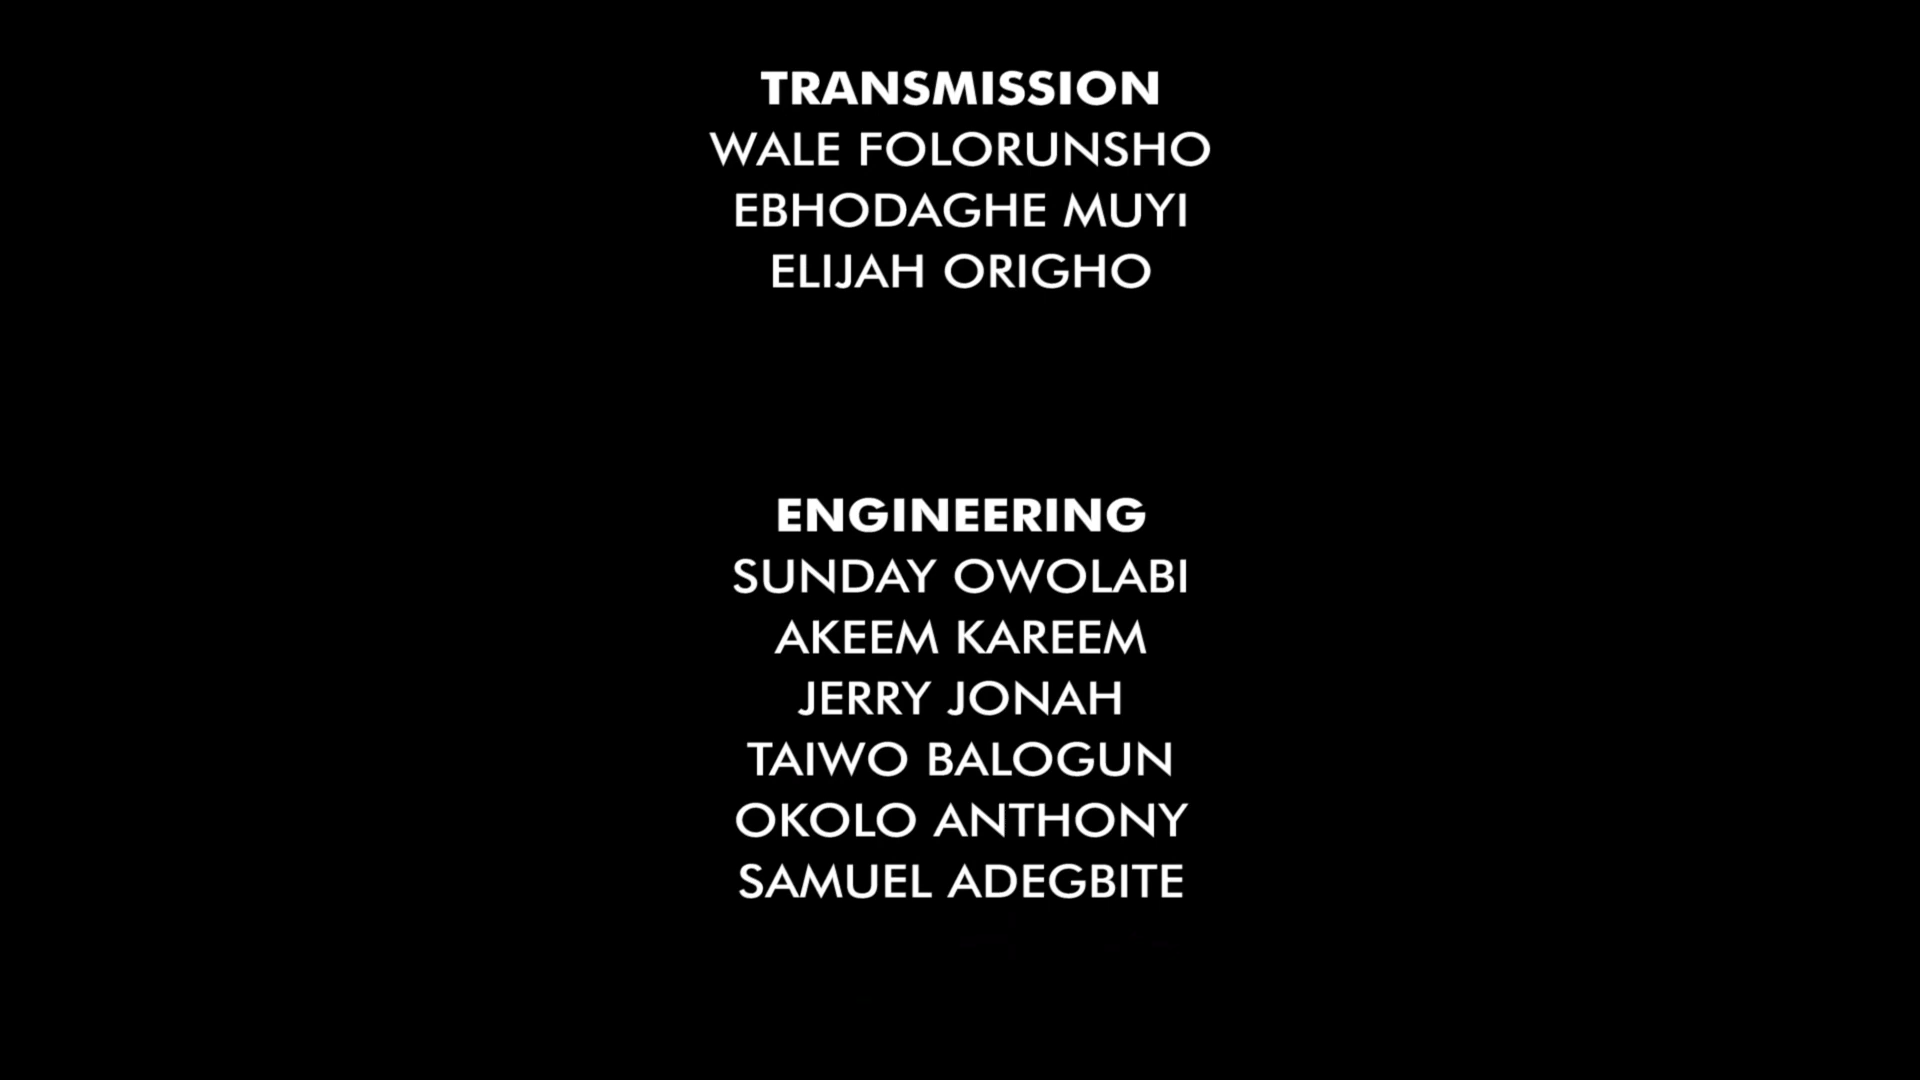 TRANSMISSION
WALE FOLORUNSHO
EBHODAGHE MUYI
ELIJAH ORIGHO
ENGINEERING
SUNDAY OWOLABI
AKEEM KAREEM
JERRY JONAH
TAIWO BALOGUN
OKOLO ANTHONY
SAMUEL ADEGBITE